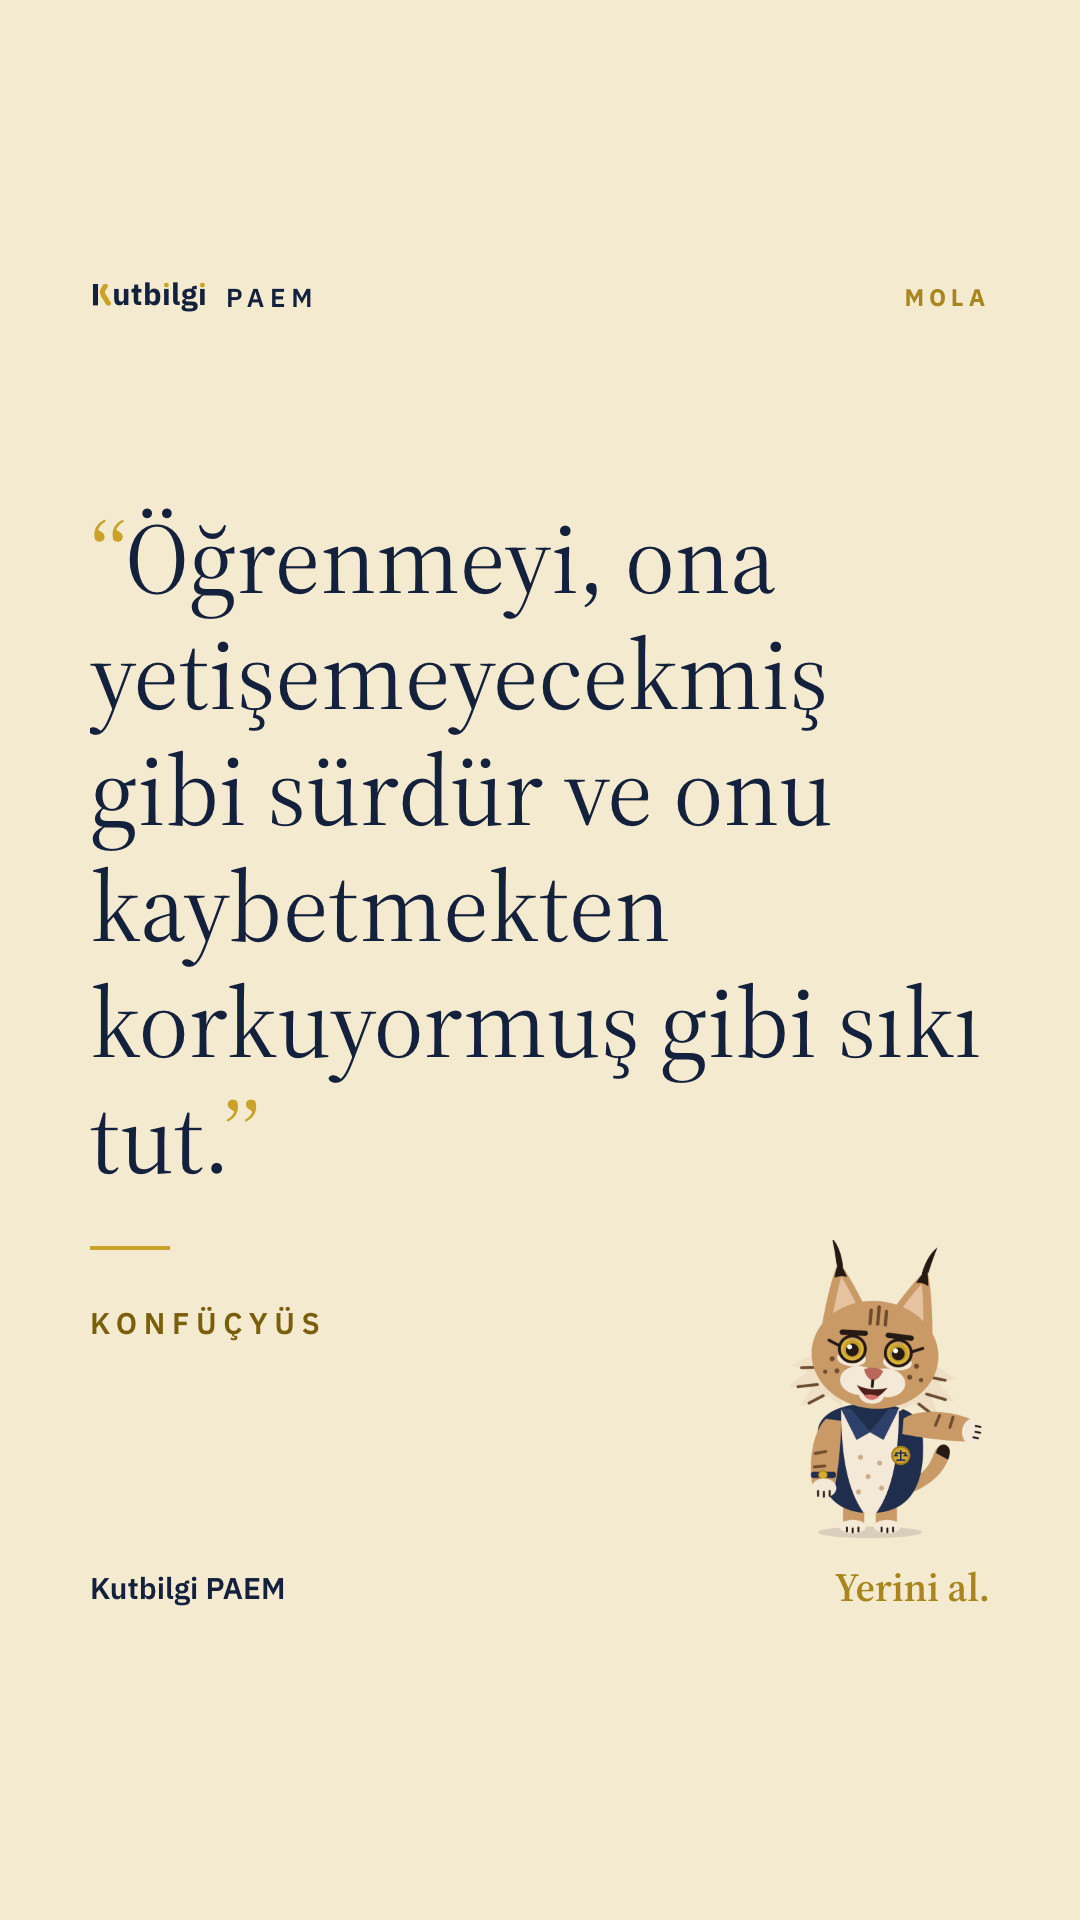 Kutbilgi PAEM
MOLA
“Öğrenmeyi, ona
yetişemeyecekmiş
gibi sürdür ve onu
kaybetmekten
korkuyormuş gibi sıkı
tut.”
KONFÜÇYÜS
Kutbilgi PAEM
Yerini al.